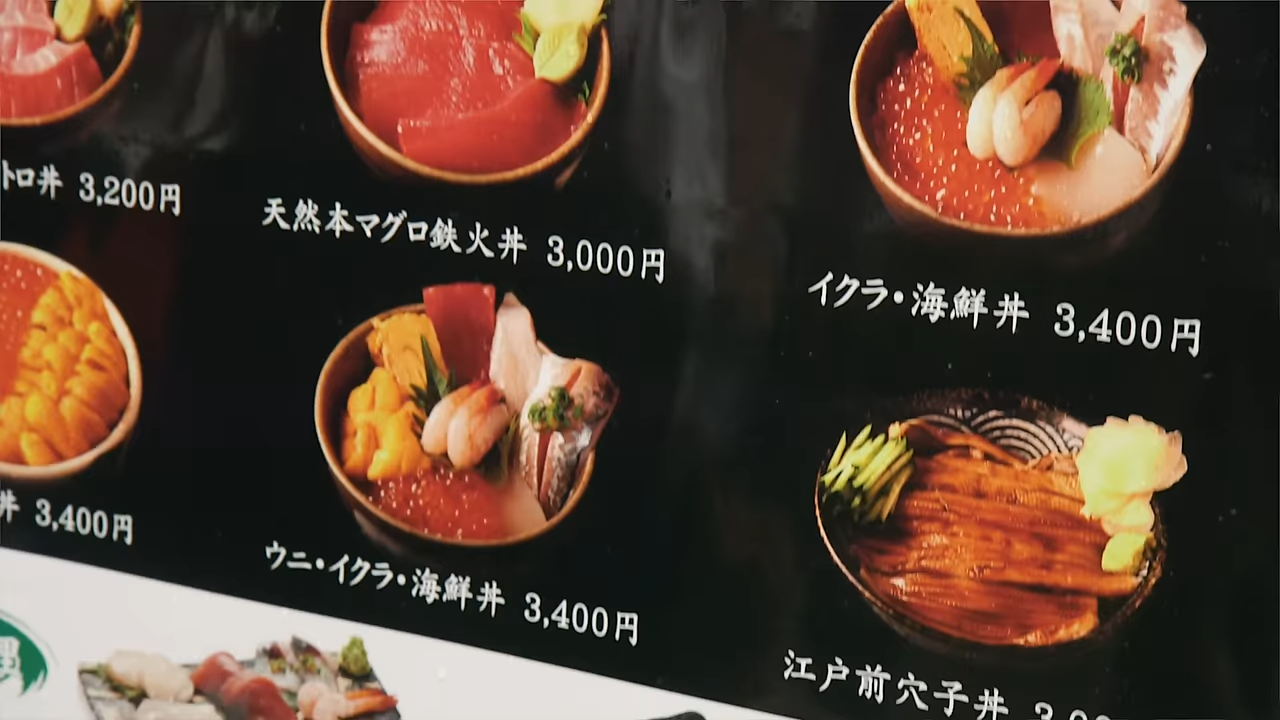 トロ丼 3,200円
天然本マグロ鉄火丼 3,000円
イクラ・海鮮丼 3,400円
丼 3,400円
ウニ・イクラ・海鮮丼 3,400円
江戸前穴子丼